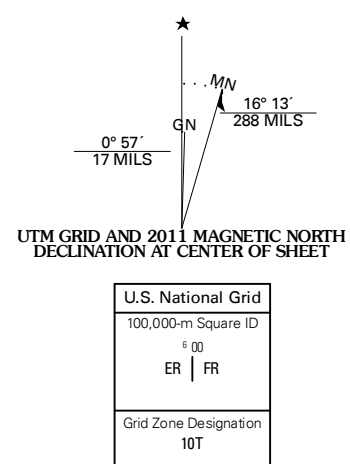 ★
MN
GN
0° 57´
17 MILS
16° 13´
288 MILS
UTM GRID AND 2011 MAGNETIC NORTH
DECLINATION AT CENTER OF SHEET
U.S. National Grid
100,000-m Square ID
6 00
ER FR
Grid Zone Designation
10T